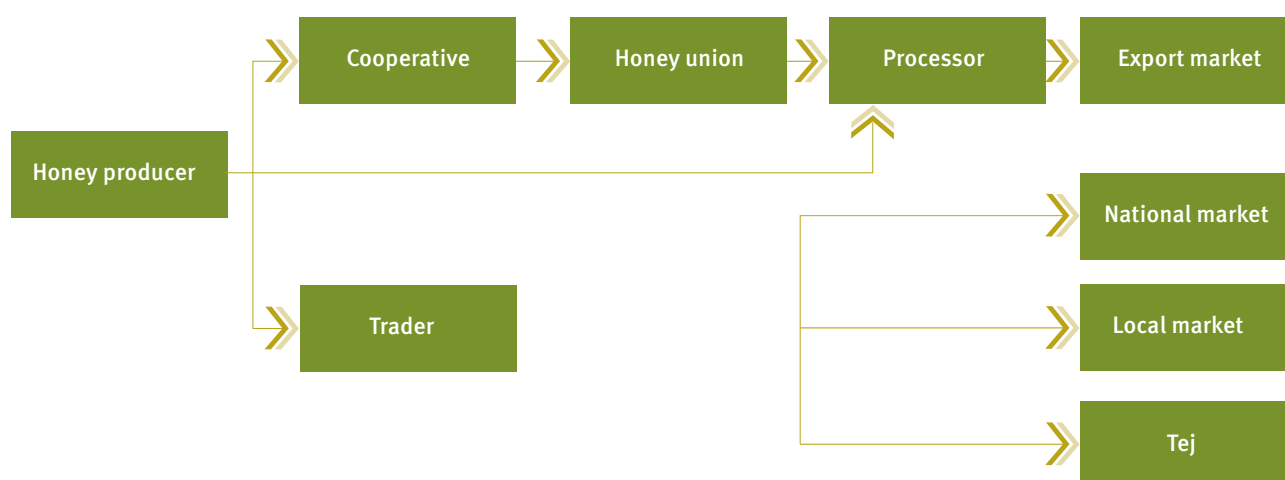 Cooperative
Honey union
Processor
Export market
Honey producer
National market
Trader
Local market
Tej